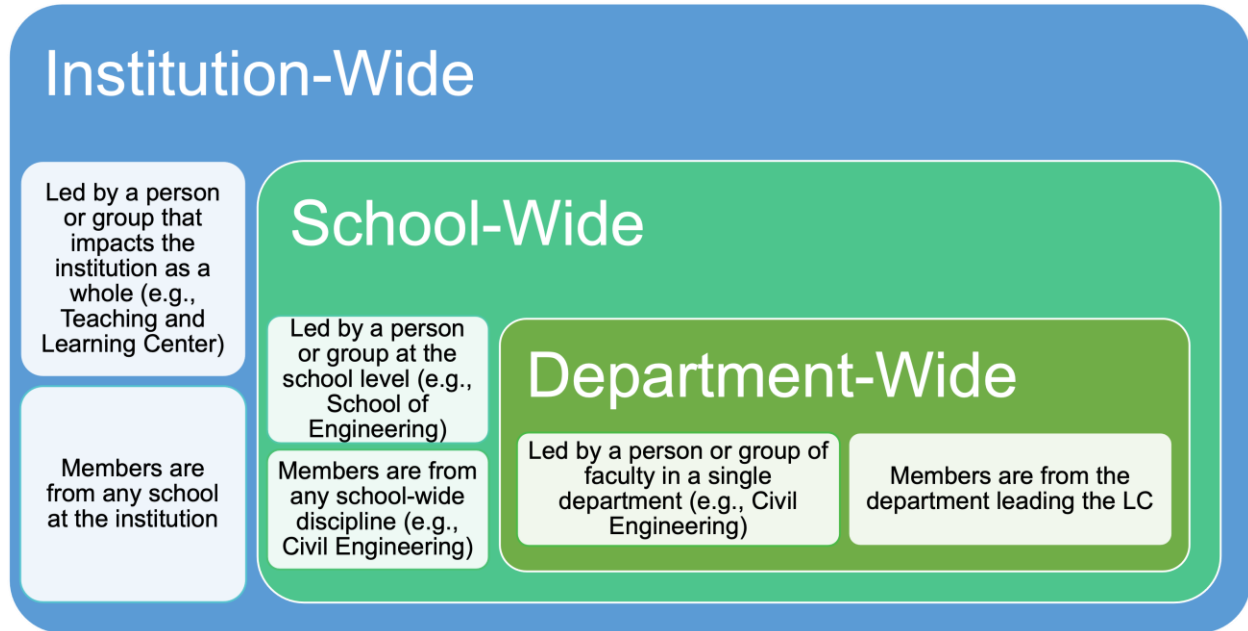 Institution-Wide
Led by a person
or group that
impacts the
institution as a
whole (e.g.,
Teaching and
Learning Center)
Members are
from any school
at the institution
School-Wide
Led by a person
or group at the
school level (e.g.,
School of
Engineering)
Members are from
any school-wide
discipline (e.g.,
Civil Engineering)
Department-Wide
Led by a person or group of
faculty in a single
department (e.g., Civil
Engineering)
Members are from the
department leading the LC